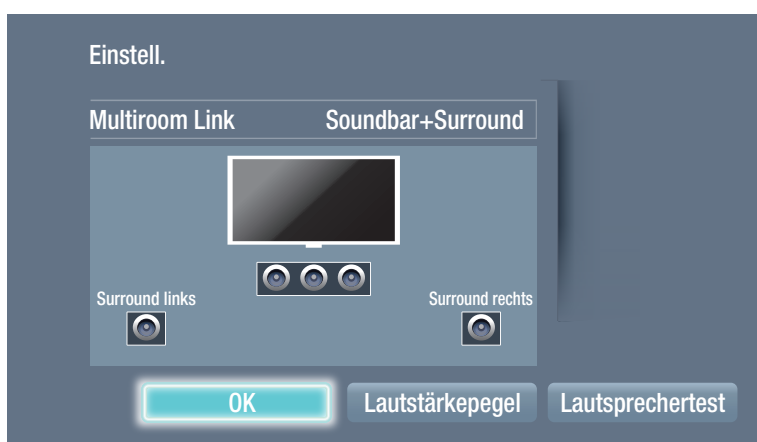 Einstell.
Multiroom Link Soundbar+Surround
Surround links Surround rechts
OK Lautstärkepegel Lautsprechertest